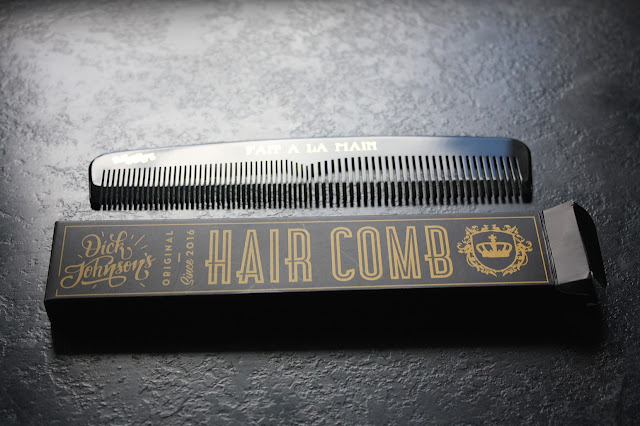 FAIT A LA MAIN
Dick
Johnson's
ORIGINAL
Since 2016
HAIR COMB